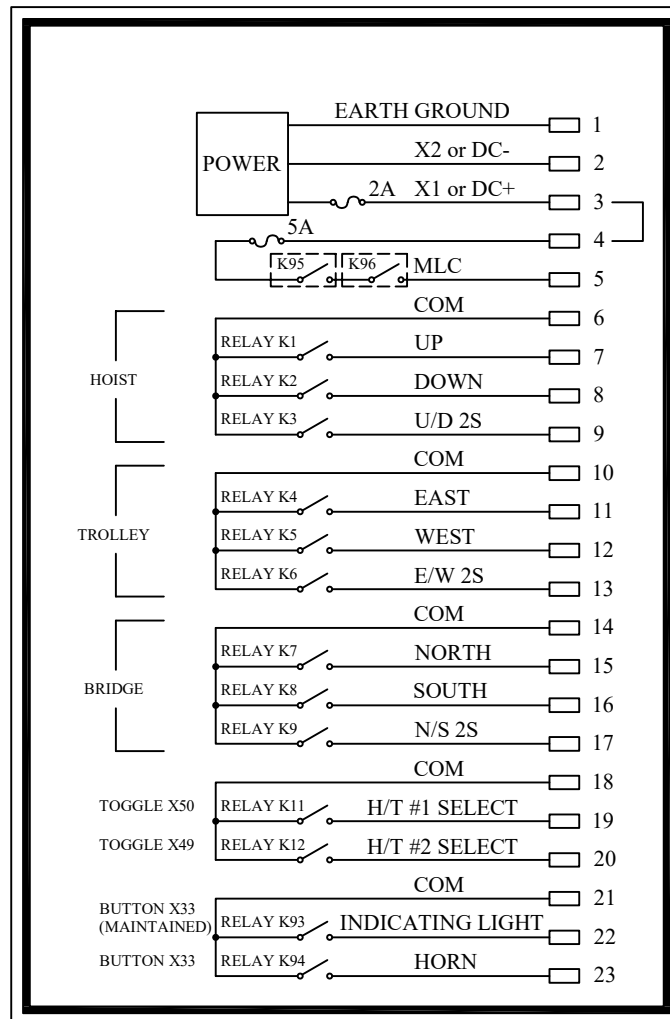 EARTH GROUND 1
POWER X2 or DC- 2
2A X1 or DC+ 3
5A 4
K95 K96 MLC 5
COM 6
HOIST
RELAY K1 UP 7
RELAY K2 DOWN 8
RELAY K3 U/D 2S 9
COM 10
TROLLEY
RELAY K4 EAST 11
RELAY K5 WEST 12
RELAY K6 E/W 2S 13
COM 14
BRIDGE
RELAY K7 NORTH 15
RELAY K8 SOUTH 16
RELAY K9 N/S 2S 17
COM 18
TOGGLE X50 RELAY K11 H/T #1 SELECT 19
TOGGLE X49 RELAY K12 H/T #2 SELECT 20
COM 21
BUTTON X33
(MAINTAINED) RELAY K93 INDICATING LIGHT 22
BUTTON X33 RELAY K94 HORN 23